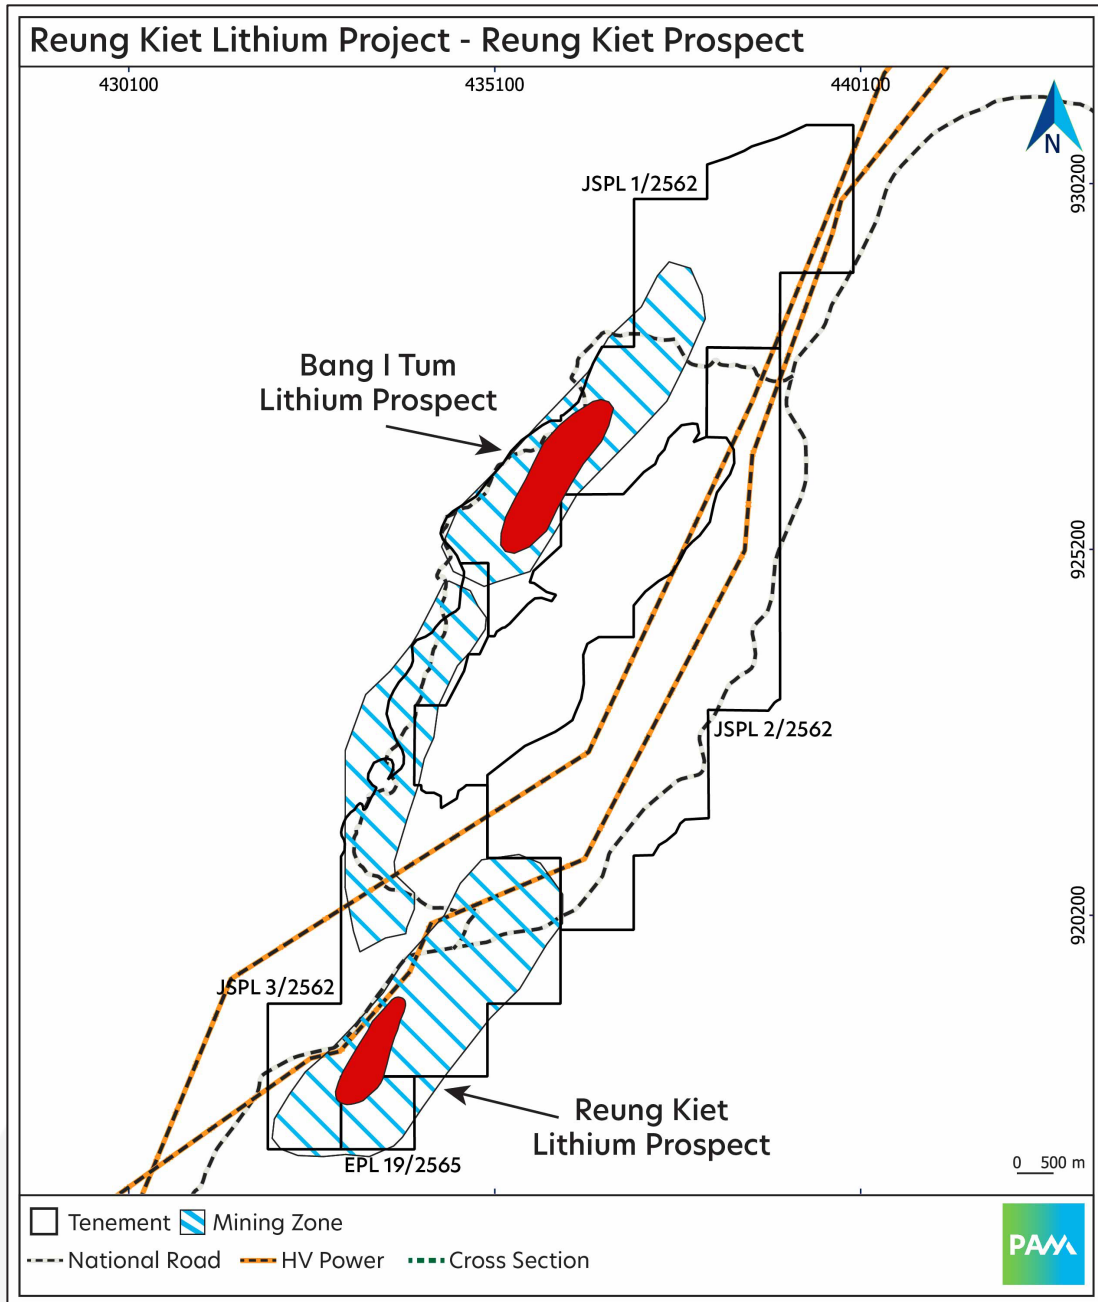 Reung Kiet Lithium Project - Reung Kiet Prospect
430100
435100
440100
N
930200
JSPL 1/2562
Bang I Tum
Lithium Prospect
925200
JSPL 2/2562
920200
JSPL 3/2562
Reung Kiet
Lithium Prospect
EPL 19/2565
0 500 m
Tenement
Mining Zone
National Road
HV Power
Cross Section
PAM